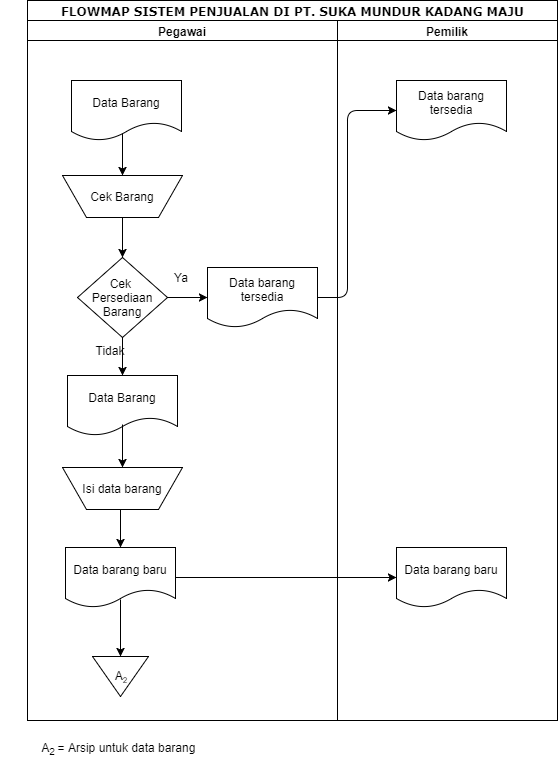 FLOWMAP SISTEM PENJUALAN DI PT. SUKA MUNDUR KADANG MAJU
Pegawai
Pemilik
Data Barang
Data barang
tersedia
Cek Barang
Cek
Persediaan
Barang
Ya
Data barang
tersedia
Tidak
Data Barang
Isi data barang
Data barang baru
Data barang baru
A2
A2 = Arsip untuk data barang